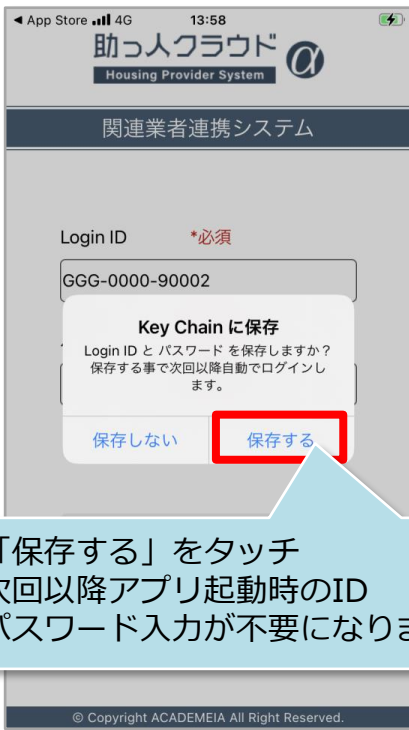 ◀ App Store 4G 13:58
助っ人クラウド α
Housing Provider System
関連業者連携システム
Login ID *必須
GGG-0000-90002
Key Chain に保存
Login ID と パスワード を保存しますか？
保存する事で次回以降自動でログインし
ます。
保存しない 保存する
「保存する」をタッチ
次回以降アプリ起動時のID
パスワード入力が不要になりま
© Copyright ACADEMEIA All Right Reserved.